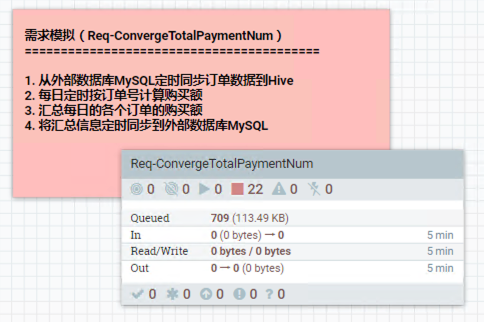 需求模拟（Req-ConvergeTotalPaymentNum）
========================================
1. 从外部数据库MySQL定时同步订单数据到Hive
2. 每日定时按订单号计算购买额
3. 汇总每日的各个订单的购买额
4. 将汇总信息定时同步到外部数据库MySQL
Req-ConvergeTotalPaymentNum
0 0 0 22 0 0
Queued 709 (113.49 KB)
In 0 (0 bytes) → 0 5 min
Read/Write 0 bytes / 0 bytes 5 min
Out 0 → 0 (0 bytes) 5 min
0 0 0 0 ? 0